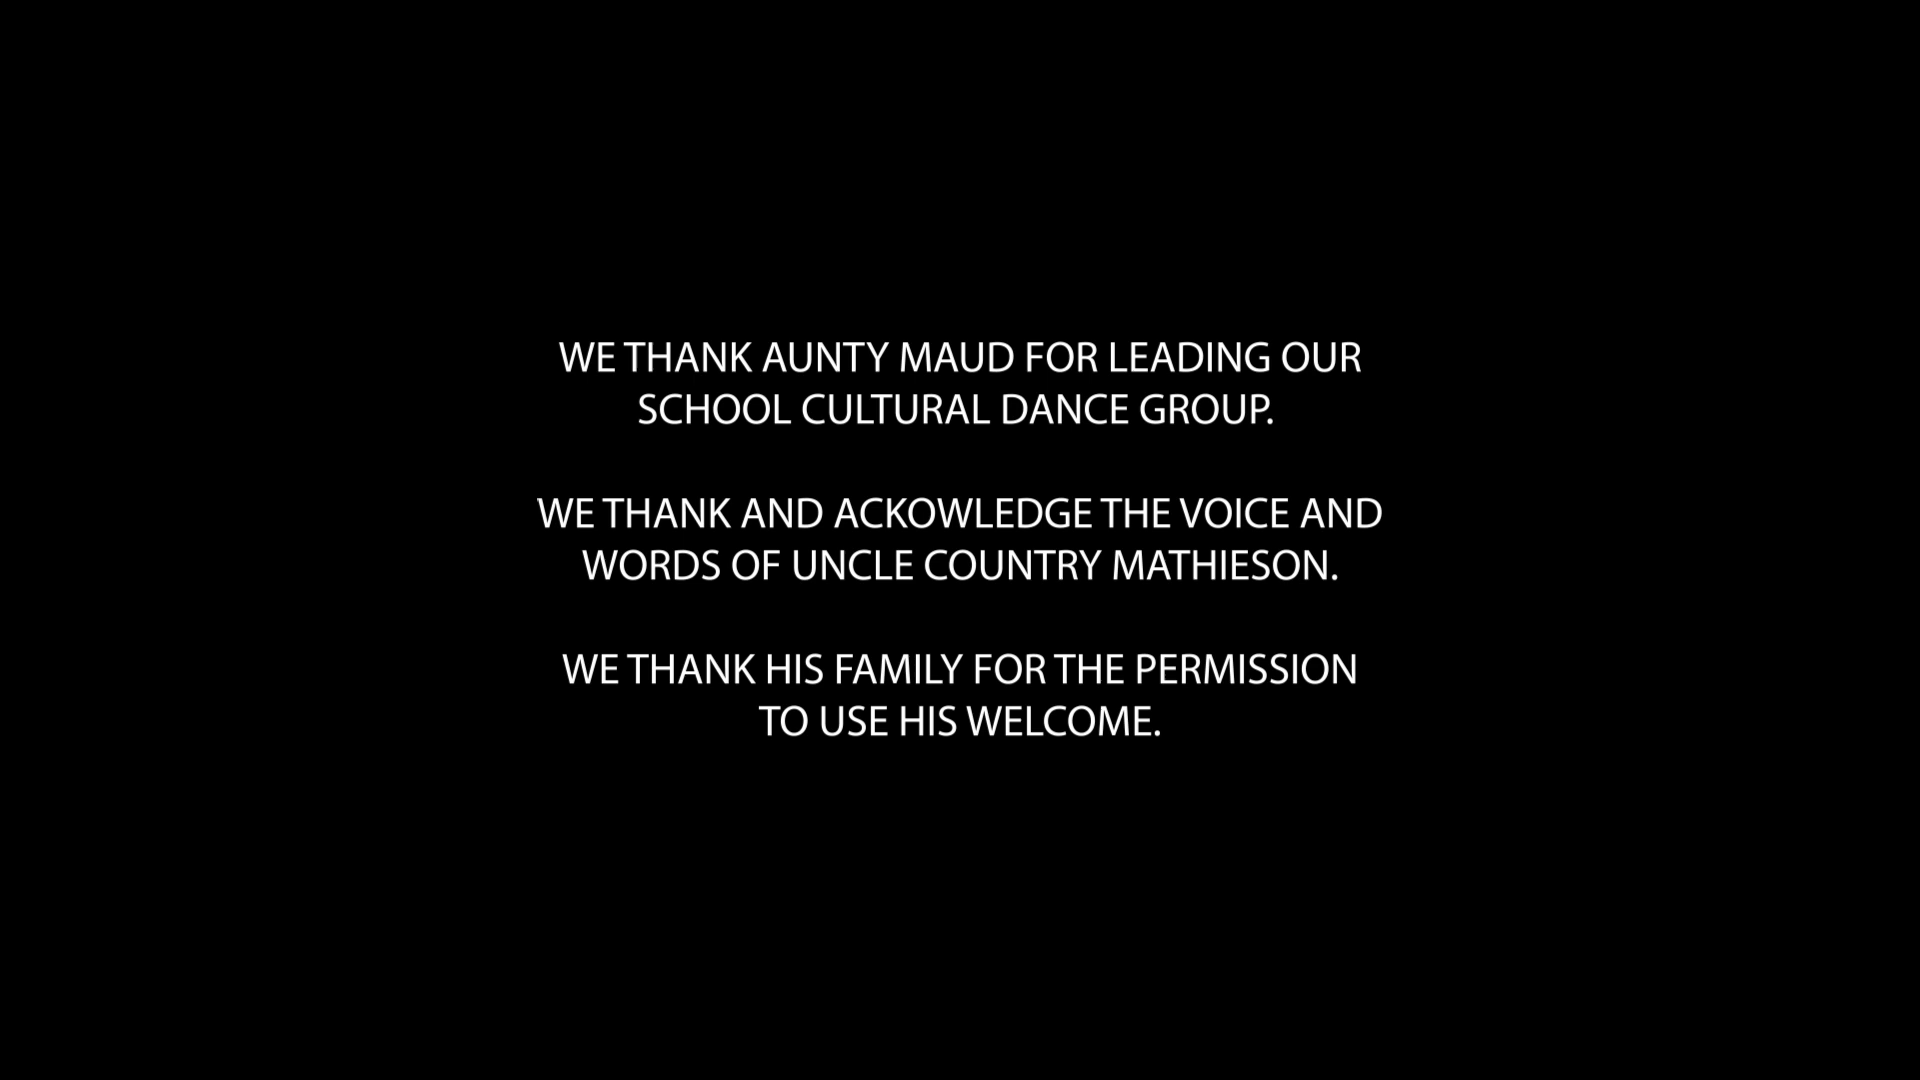 WE THANK AUNTY MAUD FOR LEADING OUR
SCHOOL CULTURAL DANCE GROUP.
WE THANK AND ACKOWLEDGE THE VOICE AND
WORDS OF UNCLE COUNTRY MATHIESON.
WE THANK HIS FAMILY FOR THE PERMISSION
TO USE HIS WELCOME.